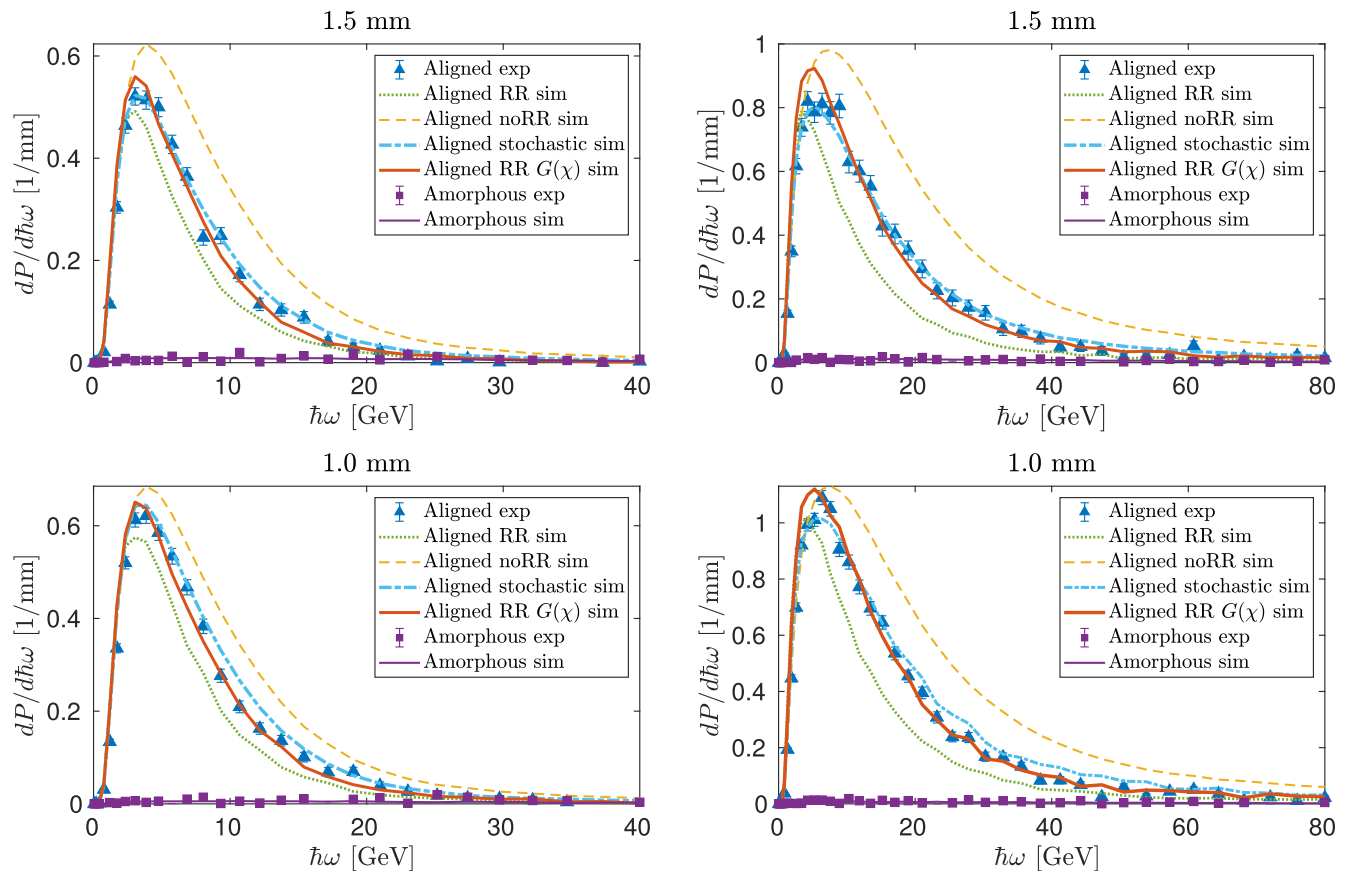 1.5 mm
dP/dħω [1/mm]
0.6
0.4
0.2
0
Aligned exp
Aligned RR sim
Aligned noRR sim
Aligned stochastic sim
Aligned RR G(χ) sim
Amorphous exp
Amorphous sim
0 10 20 30 40
ħω [GeV]
1.5 mm
dP/dħω [1/mm]
1
0.8
0.6
0.4
0.2
0
Aligned exp
Aligned RR sim
Aligned noRR sim
Aligned stochastic sim
Aligned RR G(χ) sim
Amorphous exp
Amorphous sim
0 20 40 60 80
ħω [GeV]
1.0 mm
dP/dħω [1/mm]
0.6
0.4
0.2
0
Aligned exp
Aligned RR sim
Aligned noRR sim
Aligned stochastic sim
Aligned RR G(χ) sim
Amorphous exp
Amorphous sim
0 10 20 30 40
ħω [GeV]
1.0 mm
dP/dħω [1/mm]
1
0.8
0.6
0.4
0.2
0
Aligned exp
Aligned RR sim
Aligned noRR sim
Aligned stochastic sim
Aligned RR G(χ) sim
Amorphous exp
Amorphous sim
0 20 40 60 80
ħω [GeV]